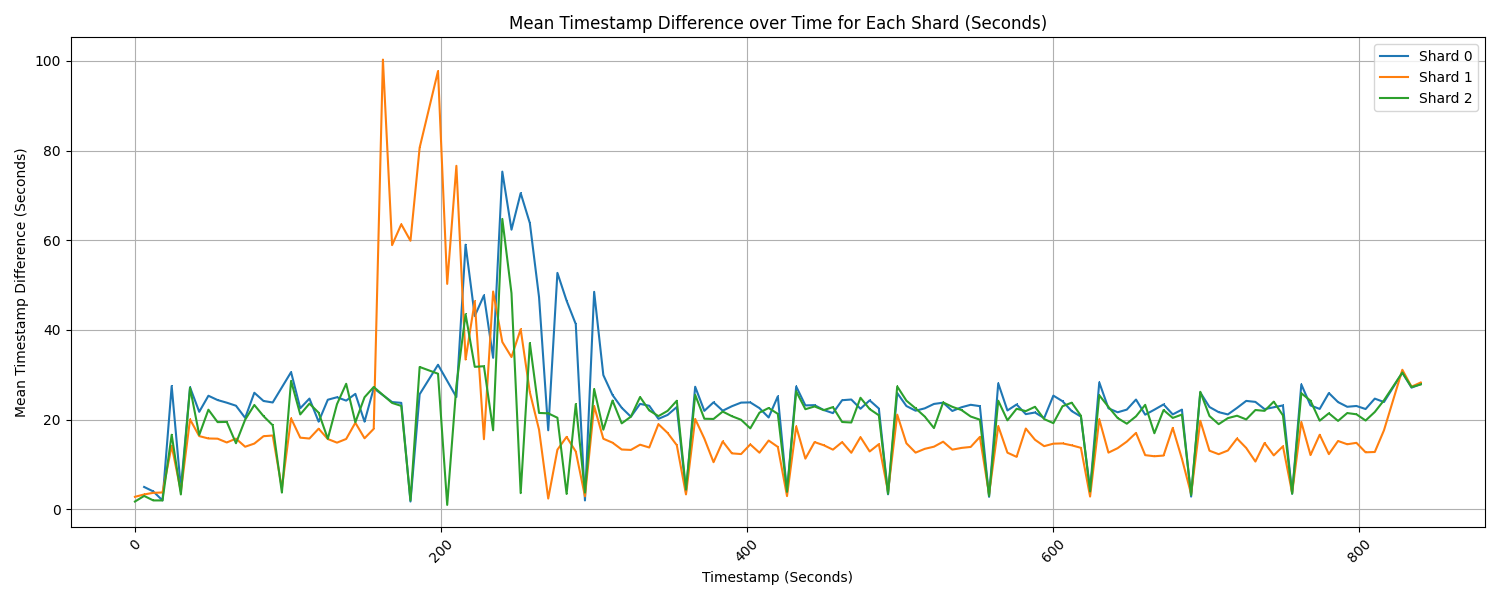 Mean Timestamp Difference over Time for Each Shard (Seconds)
Shard 0
Shard 1
Shard 2
Mean Timestamp Difference (Seconds)
100
80
60
40
20
0
0
200
400
600
800
Timestamp (Seconds)